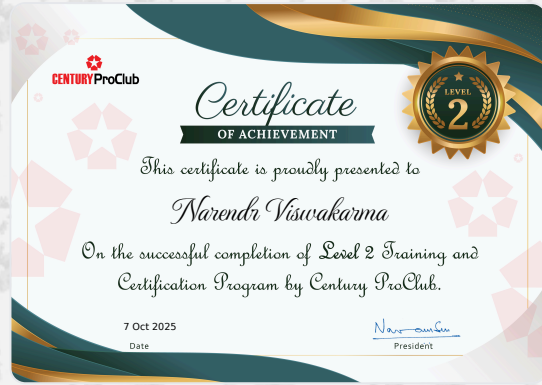 CENTURY ProClub
Certificate
OF ACHIEVEMENT
LEVEL
2
This certificate is proudly presented to
Narendr Viswakarma
On the successful completion of Level 2 Training and
Certification Program by Century ProClub.
7 Oct 2025
Date
President